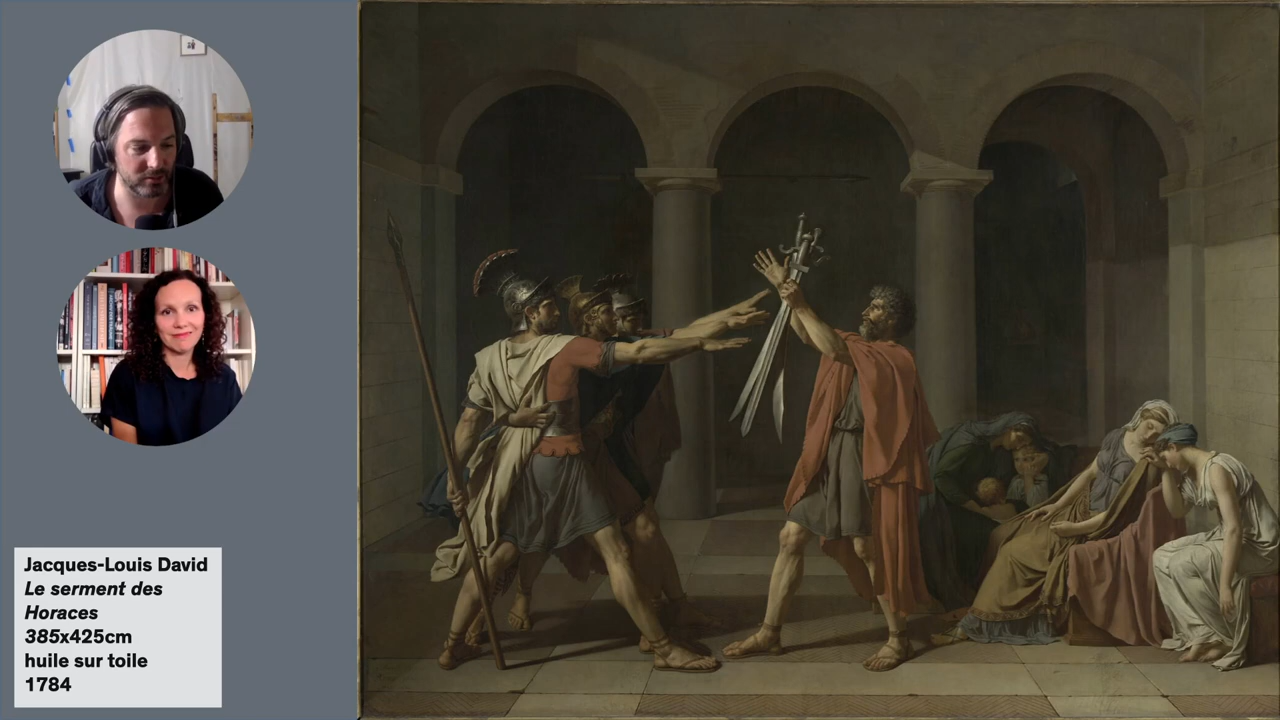 Jacques-Louis David
Le serment des
Horaces
385x425cm
huile sur toile
1784